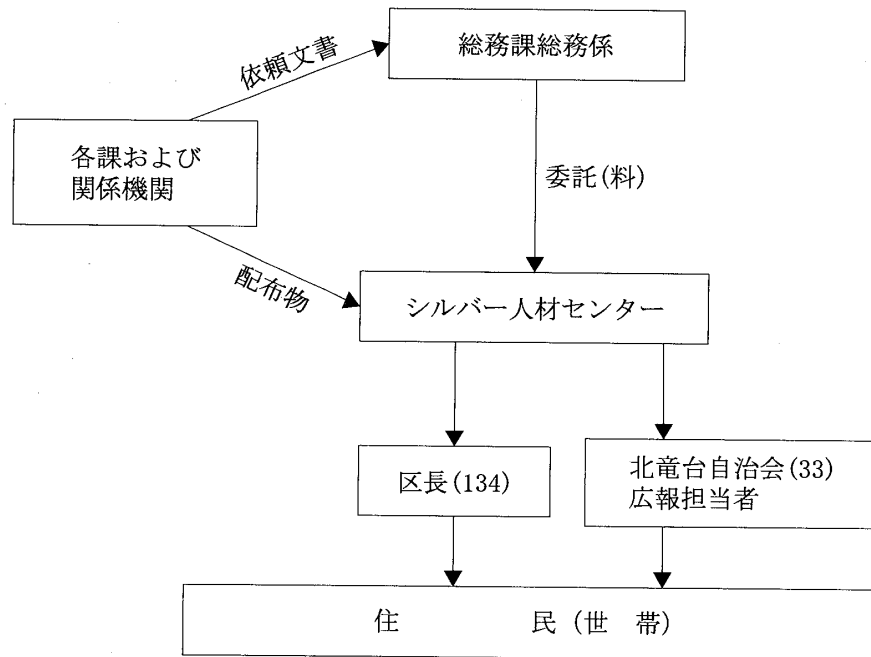 総務課総務係
依頼文書
各課および
関係機関
委託(料)
配布物
シルバー人材センター
区長(134)
北竜台自治会(33)
広報担当者
住　　　　民(世　帯)